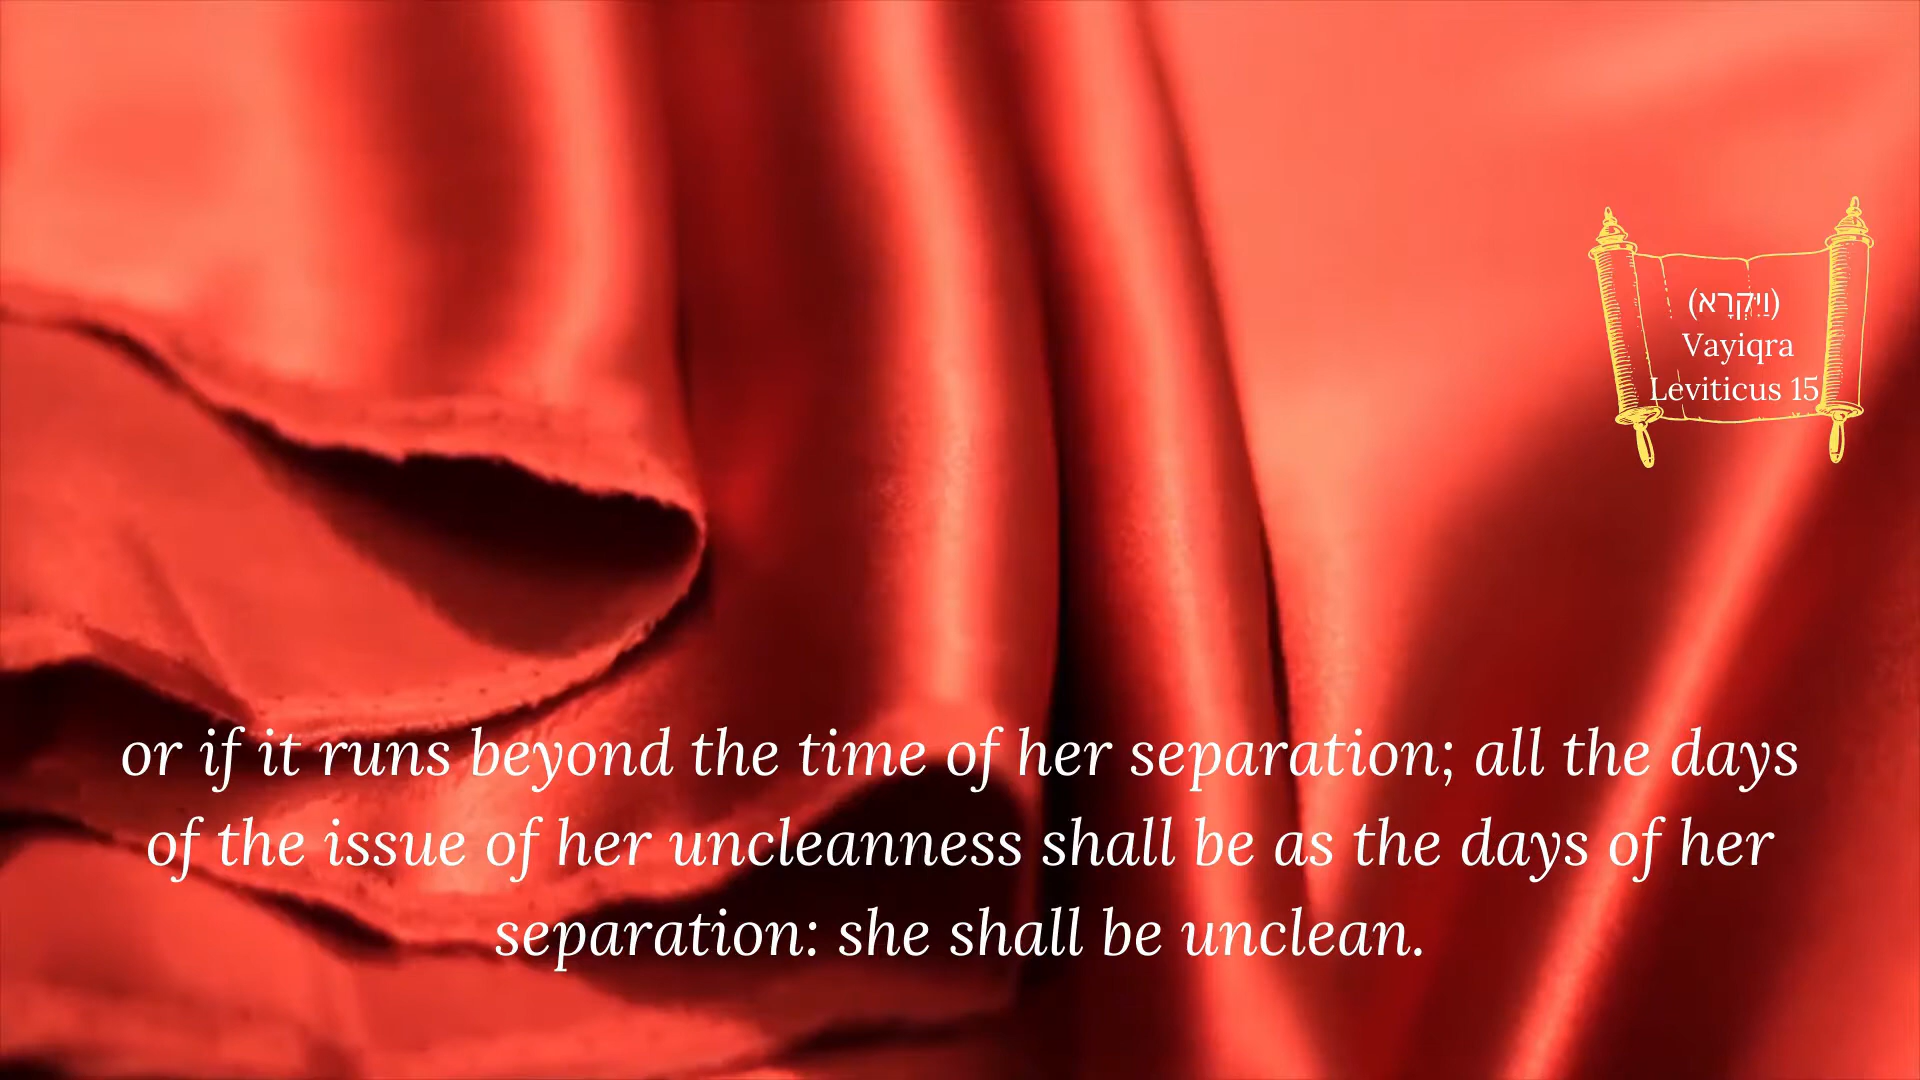 (וַיִּקְרָא)
Vayiqra
Leviticus 15
or if it runs beyond the time of her separation; all the days
of the issue of her uncleanness shall be as the days of her
separation: she shall be unclean.